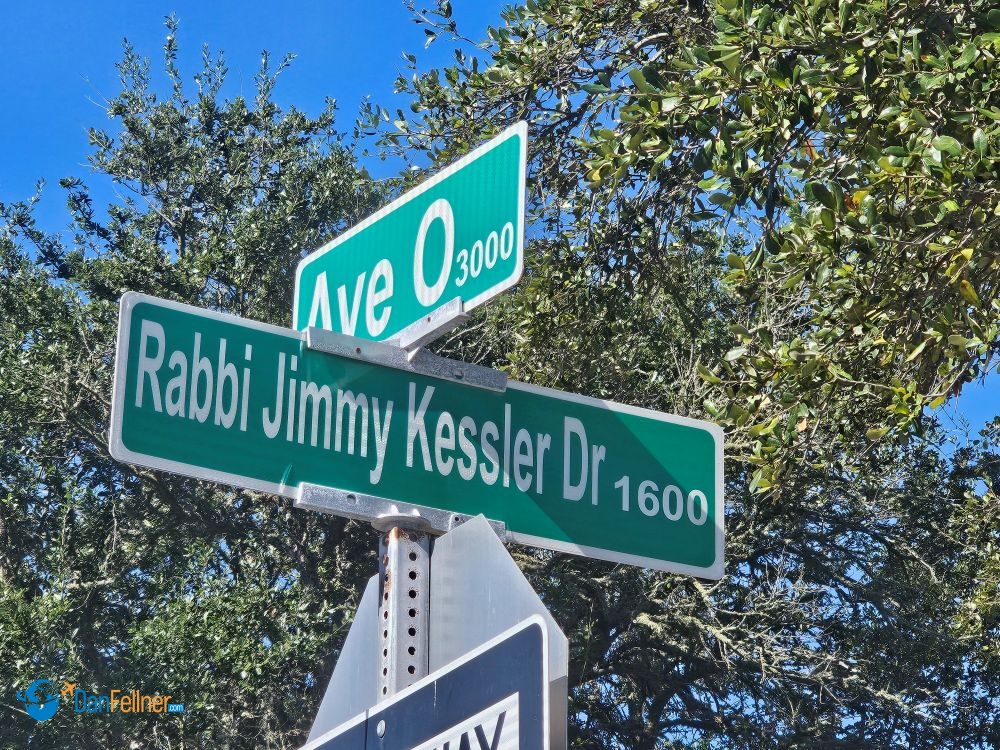 Ave O 3000
Rabbi Jimmy Kessler Dr 1600
DanFellner.com